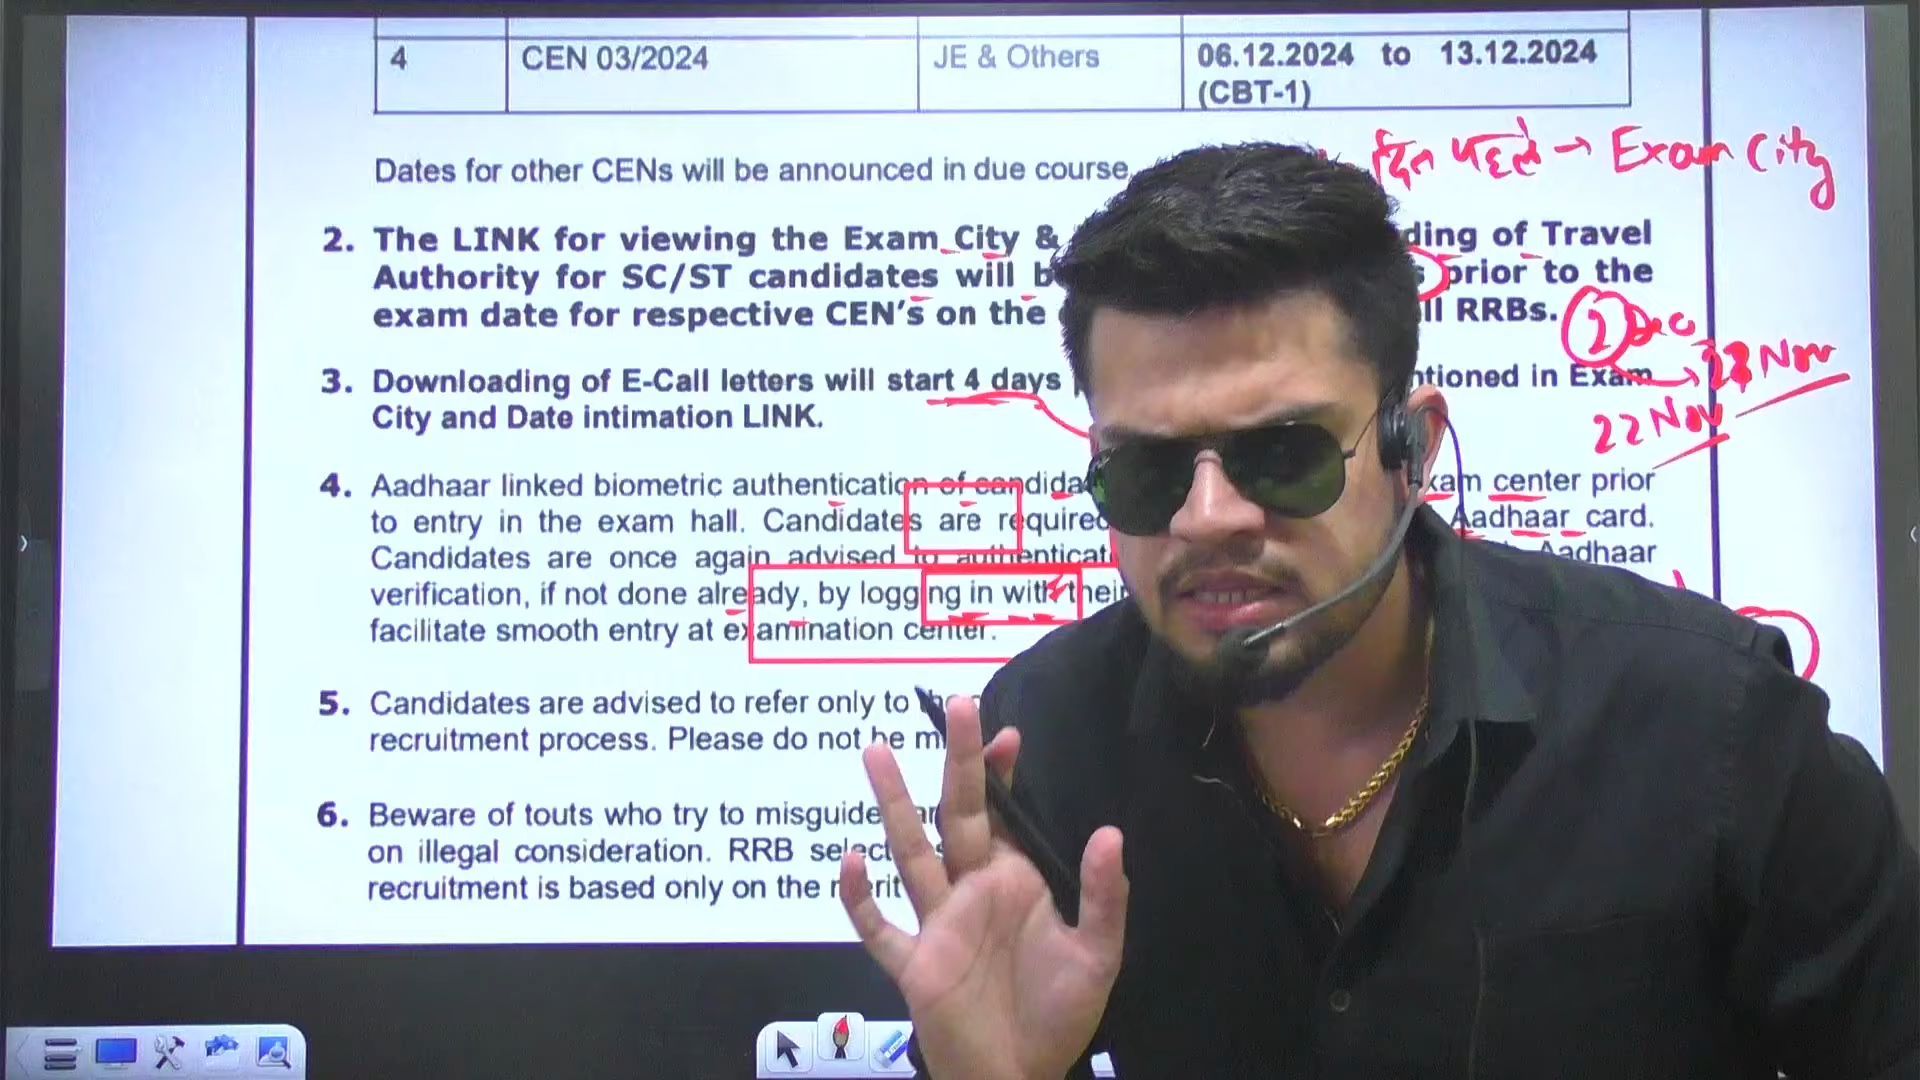 4 CEN 03/2024 JE & Others 06.12.2024 to 13.12.2024
(CBT-1)
दिन पहले → Exam City
Dates for other CENs will be announced in due course.
2. The LINK for viewing the Exam City & ding of Travel
Authority for SC/ST candidates will b prior to the
exam date for respective CEN's on the ll RRBs.
2 Dec
→ 23 Nov
3. Downloading of E-Call letters will start 4 days ntioned in Exam
City and Date intimation LINK.
22 Nov
4. Aadhaar linked biometric authentication of candida xam center prior
to entry in the exam hall. Candidates are required Aadhaar card.
Candidates are once again advised to authenticat Aadhaar
verification, if not done already, by logging in with their
facilitate smooth entry at examination center.
5. Candidates are advised to refer only to the
recruitment process. Please do not be mi
6. Beware of touts who try to misguide
on illegal consideration. RRB select
recruitment is based only on the merit